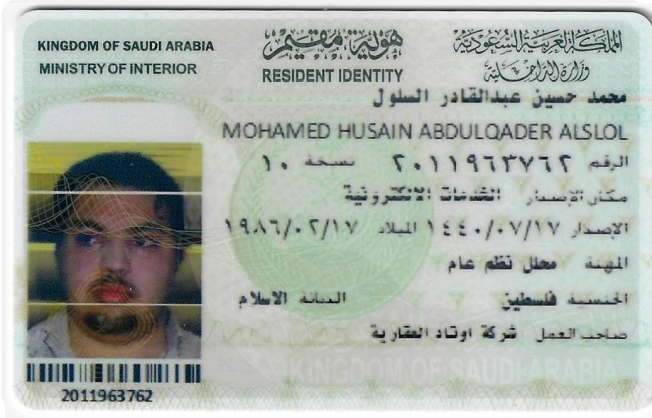 KINGDOM OF SAUDI ARABIA
MINISTRY OF INTERIOR
هوية مقيم
RESIDENT IDENTITY
المملكة العربية السعودية
وزارة الداخلية
محمد حسين عبدالقادر السلول
MOHAMED HUSAIN ABDULQADER ALSLOL
الرقم ٢٠١١٩٦٣٧٦٢ نسخة ١٠
مكان الإصدار الخدمات الالكترونية
الإصدار ١٤٤٠/٠٧/١٧ الميلاد ١٩٨٦/٠٢/١٧
المهنة محلل نظم عام
الجنسية فلسطين الديانة الاسلام
صاحب العمل شركة اوتاد العقارية
KINGDOM OF SAUDI ARABIA
2011963762